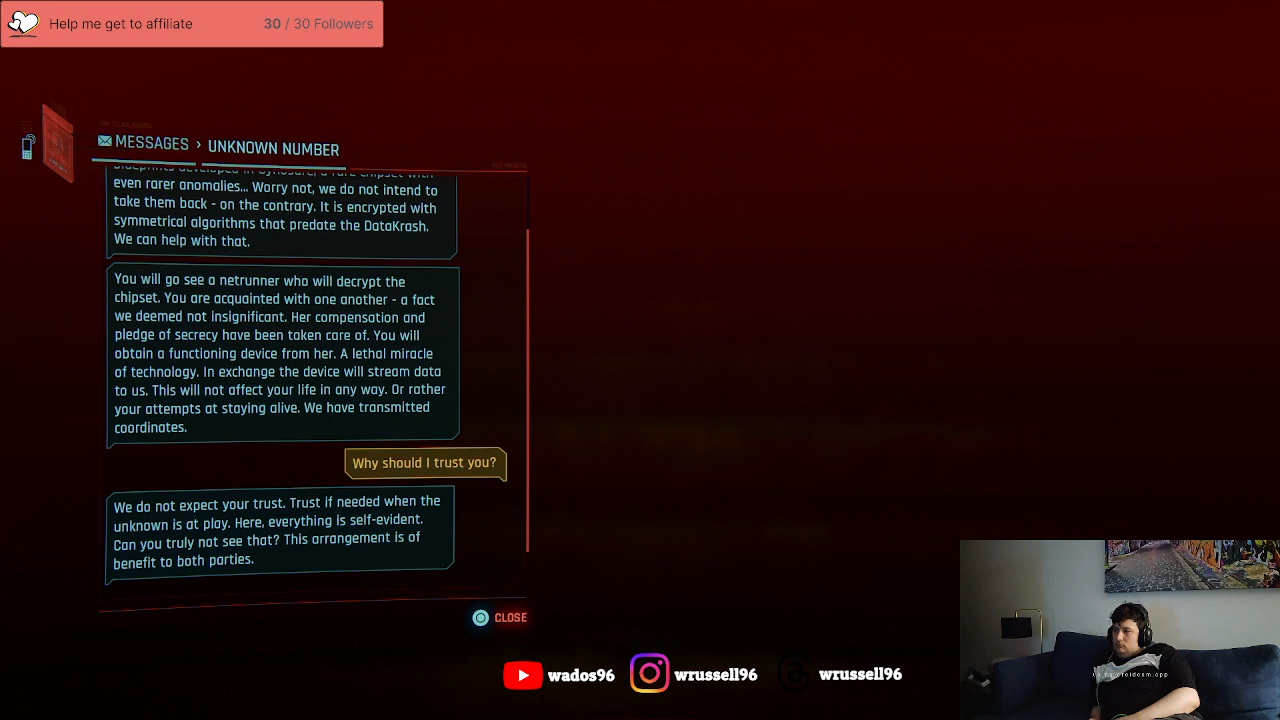 Help me get to affiliate
30 / 30 Followers
MESSAGES › UNKNOWN NUMBER
blueprints developed in Cynosure, a rare chipset with
even rarer anomalies... Worry not, we do not intend to
take them back - on the contrary. It is encrypted with
symmetrical algorithms that predate the DataKrash.
We can help with that.
You will go see a netrunner who will decrypt the
chipset. You are acquainted with one another - a fact
we deemed not insignificant. Her compensation and
pledge of secrecy have been taken care of. You will
obtain a functioning device from her. A lethal miracle
of technology. In exchange the device will stream data
to us. This will not affect your life in any way. Or rather
your attempts at staying alive. We have transmitted
coordinates.
Why should I trust you?
We do not expect your trust. Trust if needed when the
unknown is at play. Here, everything is self-evident.
Can you truly not see that? This arrangement is of
benefit to both parties.
CLOSE
wados96
wrussell96
wrussell96